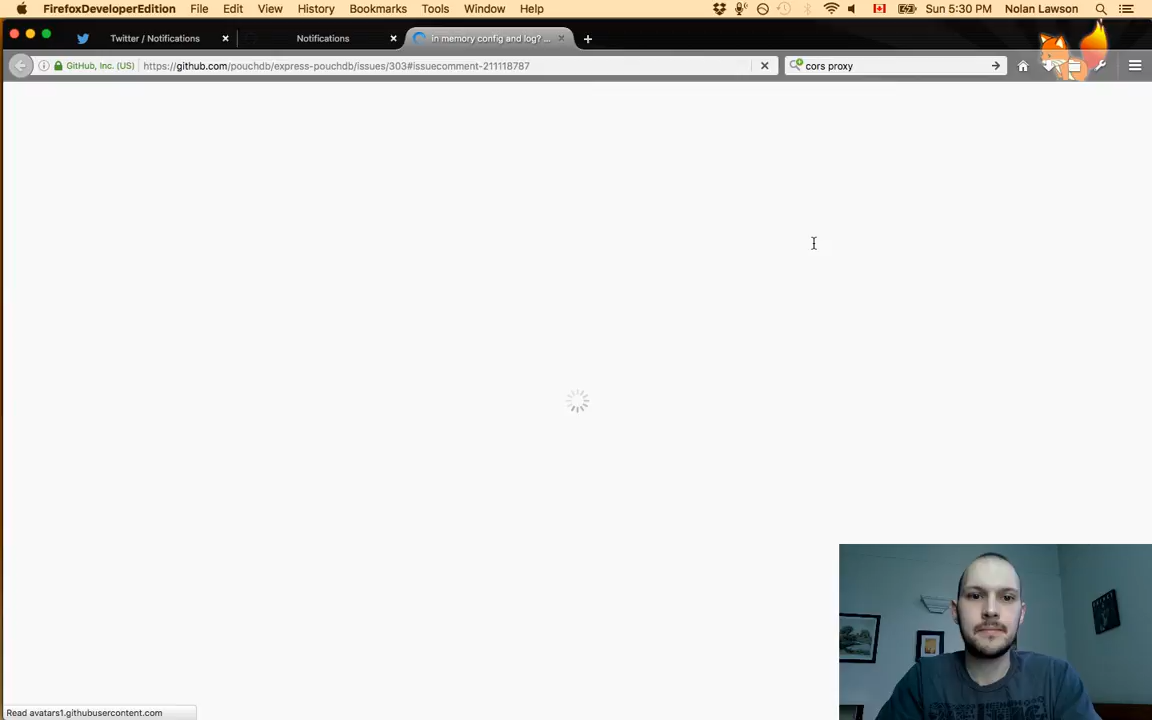 FirefoxDeveloperEdition File Edit View History Bookmarks Tools Window Help Sun 5:30 PM Nolan Lawson
Twitter / Notifications Notifications in memory config and log? ...
GitHub, Inc. (US) https://github.com/pouchdb/express-pouchdb/issues/303#issuecomment-211118787 cors proxy
Read avatars1.githubusercontent.com